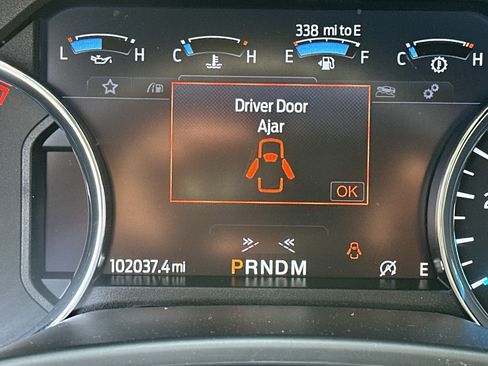 338 mi to E
L H C H E F C H
Driver Door
Ajar
OK
102037.4 mi PRNDM E